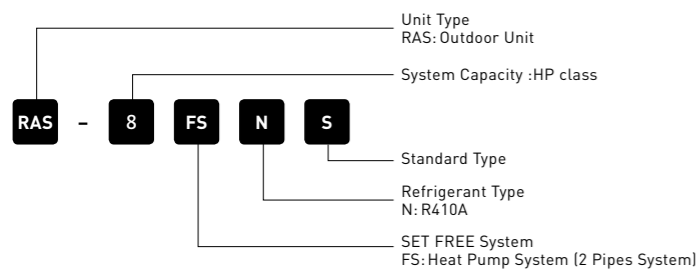 Unit Type
RAS: Outdoor Unit
System Capacity :HP class
RAS – 8 FS N S
Standard Type
Refrigerant Type
N: R410A
SET FREE System
FS: Heat Pump System (2 Pipes System)